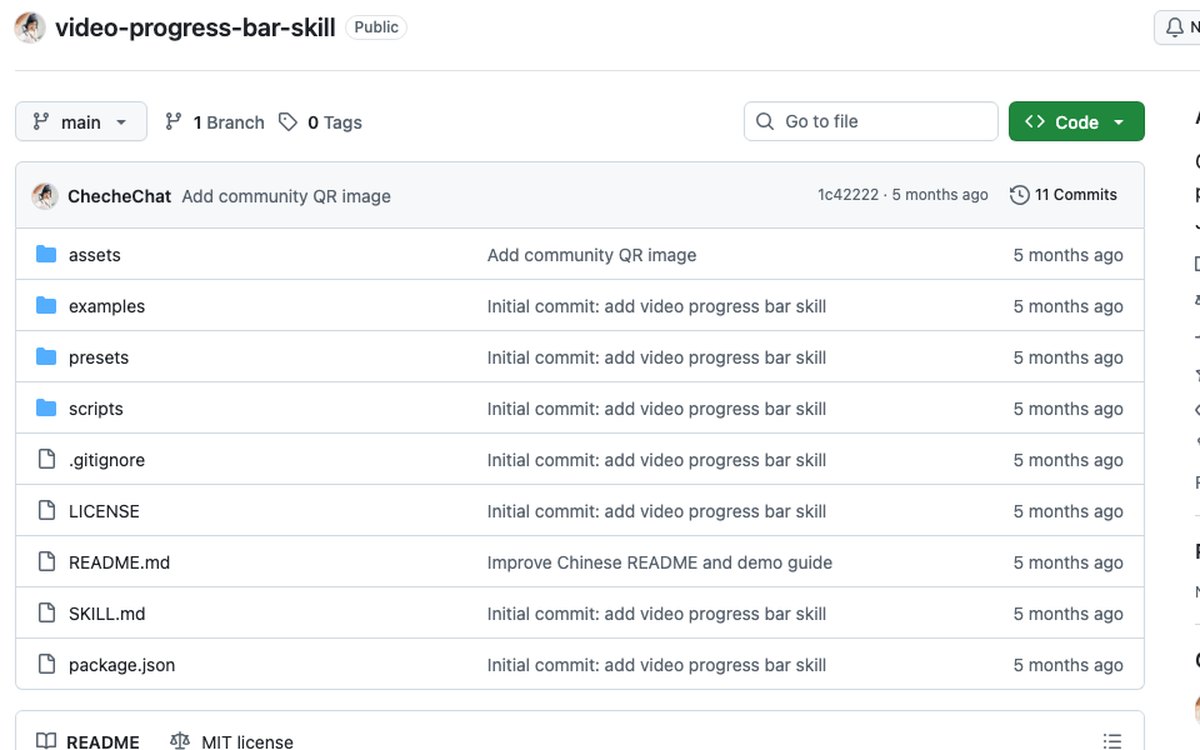 video-progress-bar-skill Public
main 1 Branch 0 Tags Go to file Code
ChecheChat Add community QR image 1c42222 · 5 months ago 11 Commits
assets Add community QR image 5 months ago
examples Initial commit: add video progress bar skill 5 months ago
presets Initial commit: add video progress bar skill 5 months ago
scripts Initial commit: add video progress bar skill 5 months ago
.gitignore Initial commit: add video progress bar skill 5 months ago
LICENSE Initial commit: add video progress bar skill 5 months ago
README.md Improve Chinese README and demo guide 5 months ago
SKILL.md Initial commit: add video progress bar skill 5 months ago
package.json Initial commit: add video progress bar skill 5 months ago
README MIT license